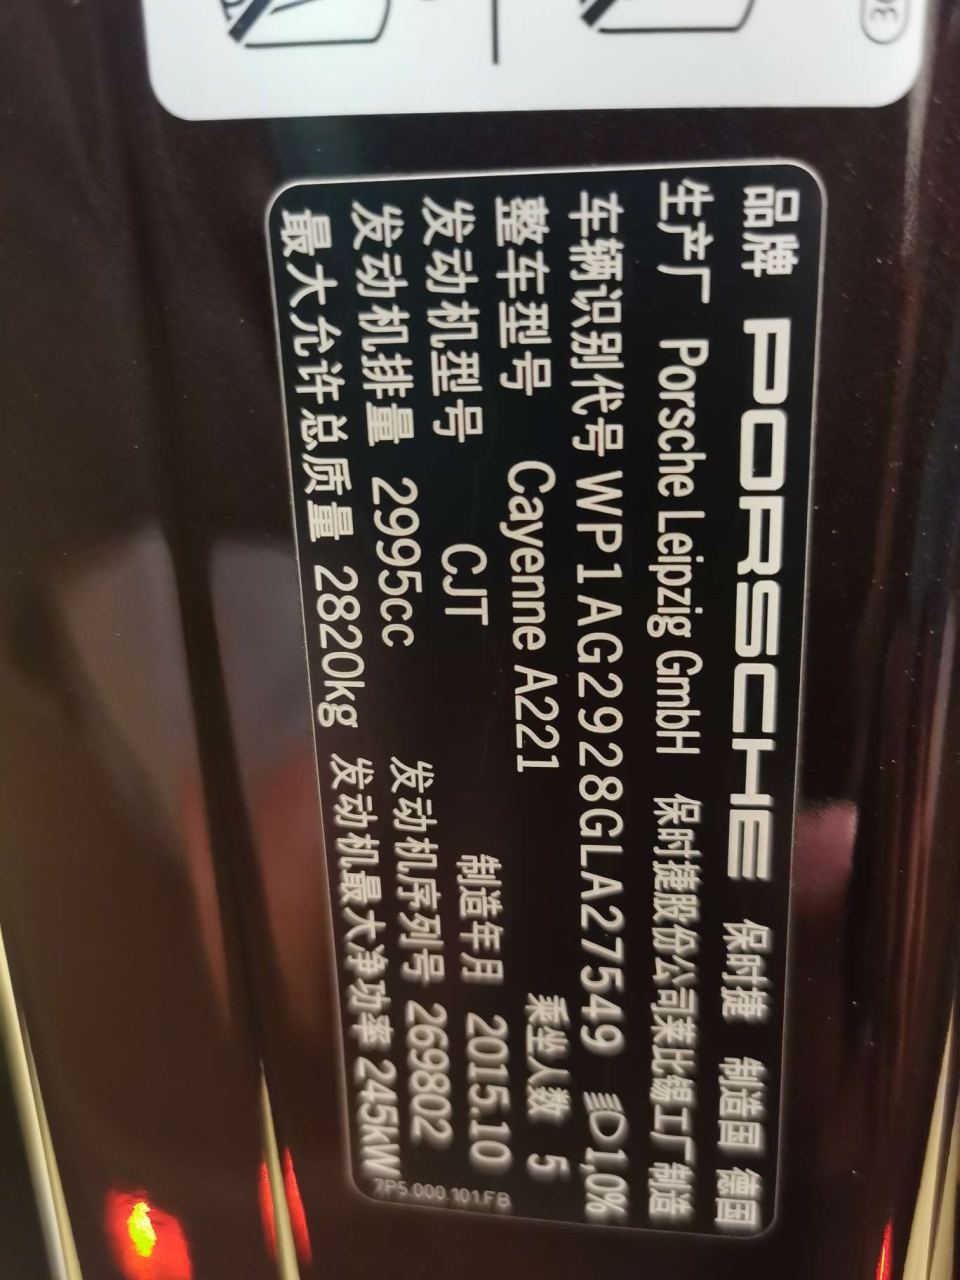 品牌 PORSCHE 保时捷 制造国 德国
生产厂 Porsche Leipzig GmbH 保时捷股份公司莱比锡工厂制造
车辆识别代号 WP1AG2928GLA27549 1,0%
整车型号 Cayenne A221 乘坐人数 5
发动机型号 CJT 制造年月 2015.10
发动机排量 2995cc 发动机序列号 269802
最大允许总质量 2820kg 发动机最大净功率 245kW
7P5.000.101.FB